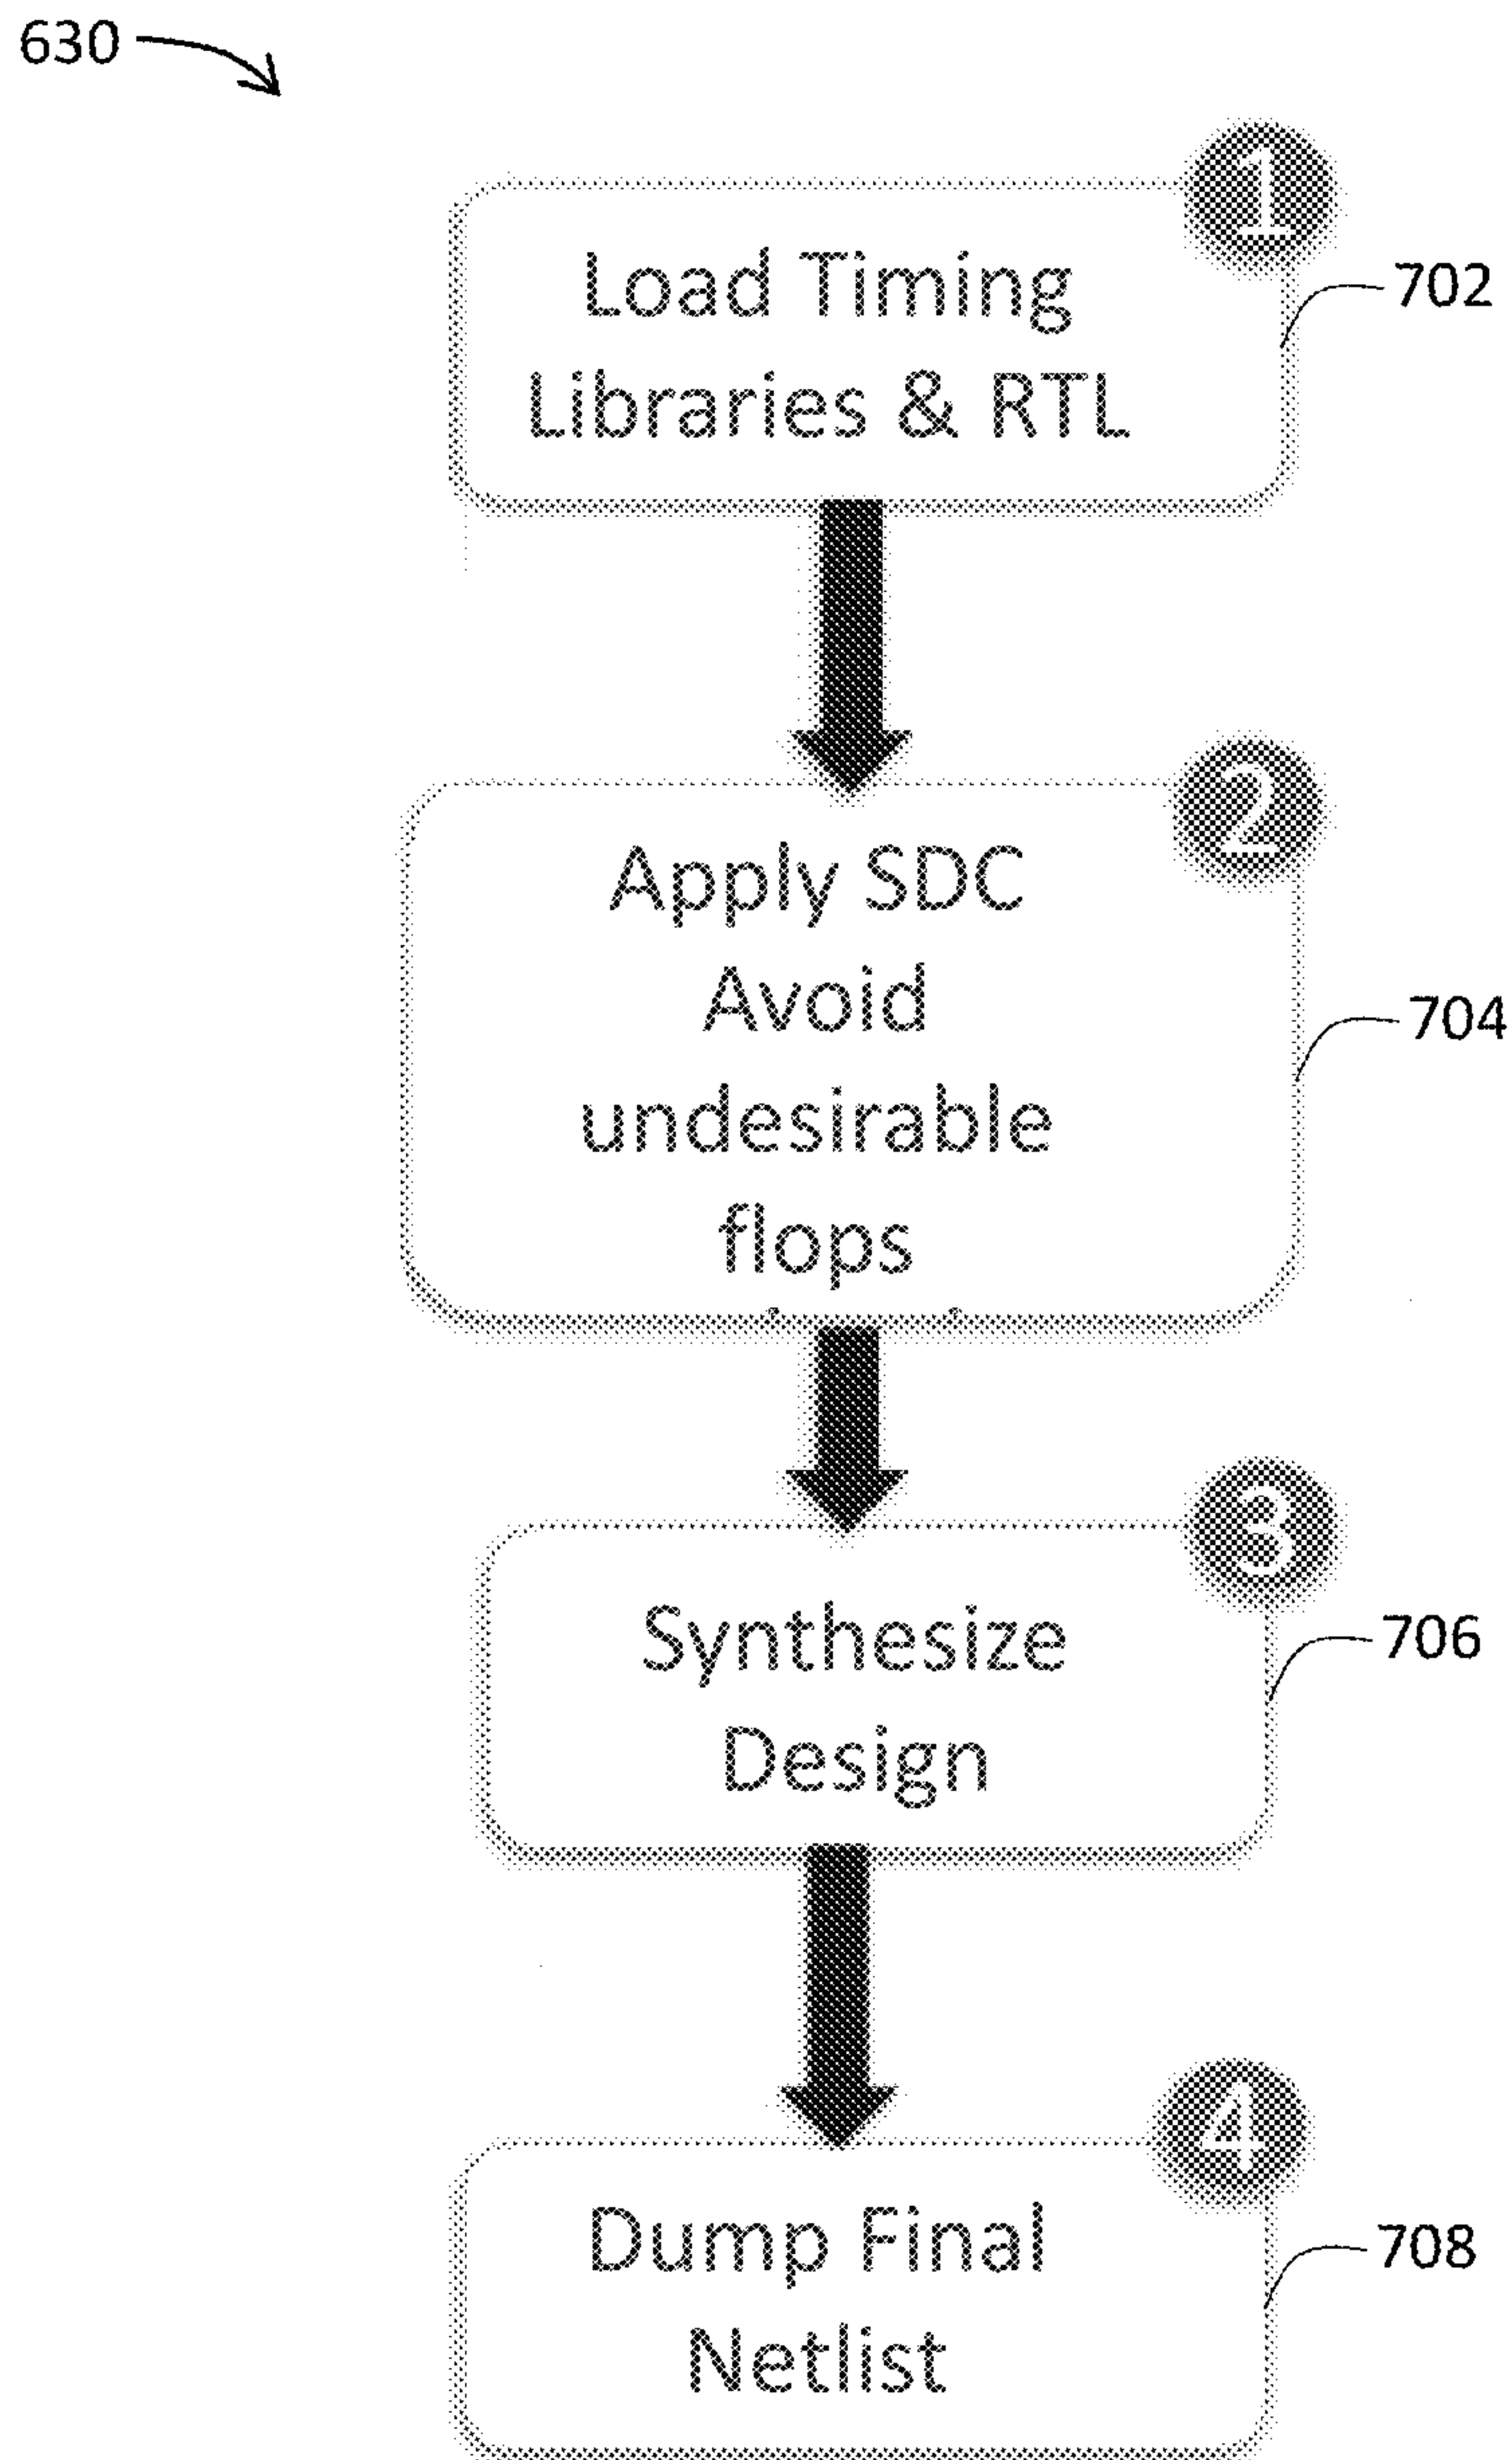 630
1
Load Timing
702
Libraries & RTL
2
Apply SDC
Avoid
704
undesirable
flops
3
Synthesize
706
Design
4
Dump Final
708
Netlist